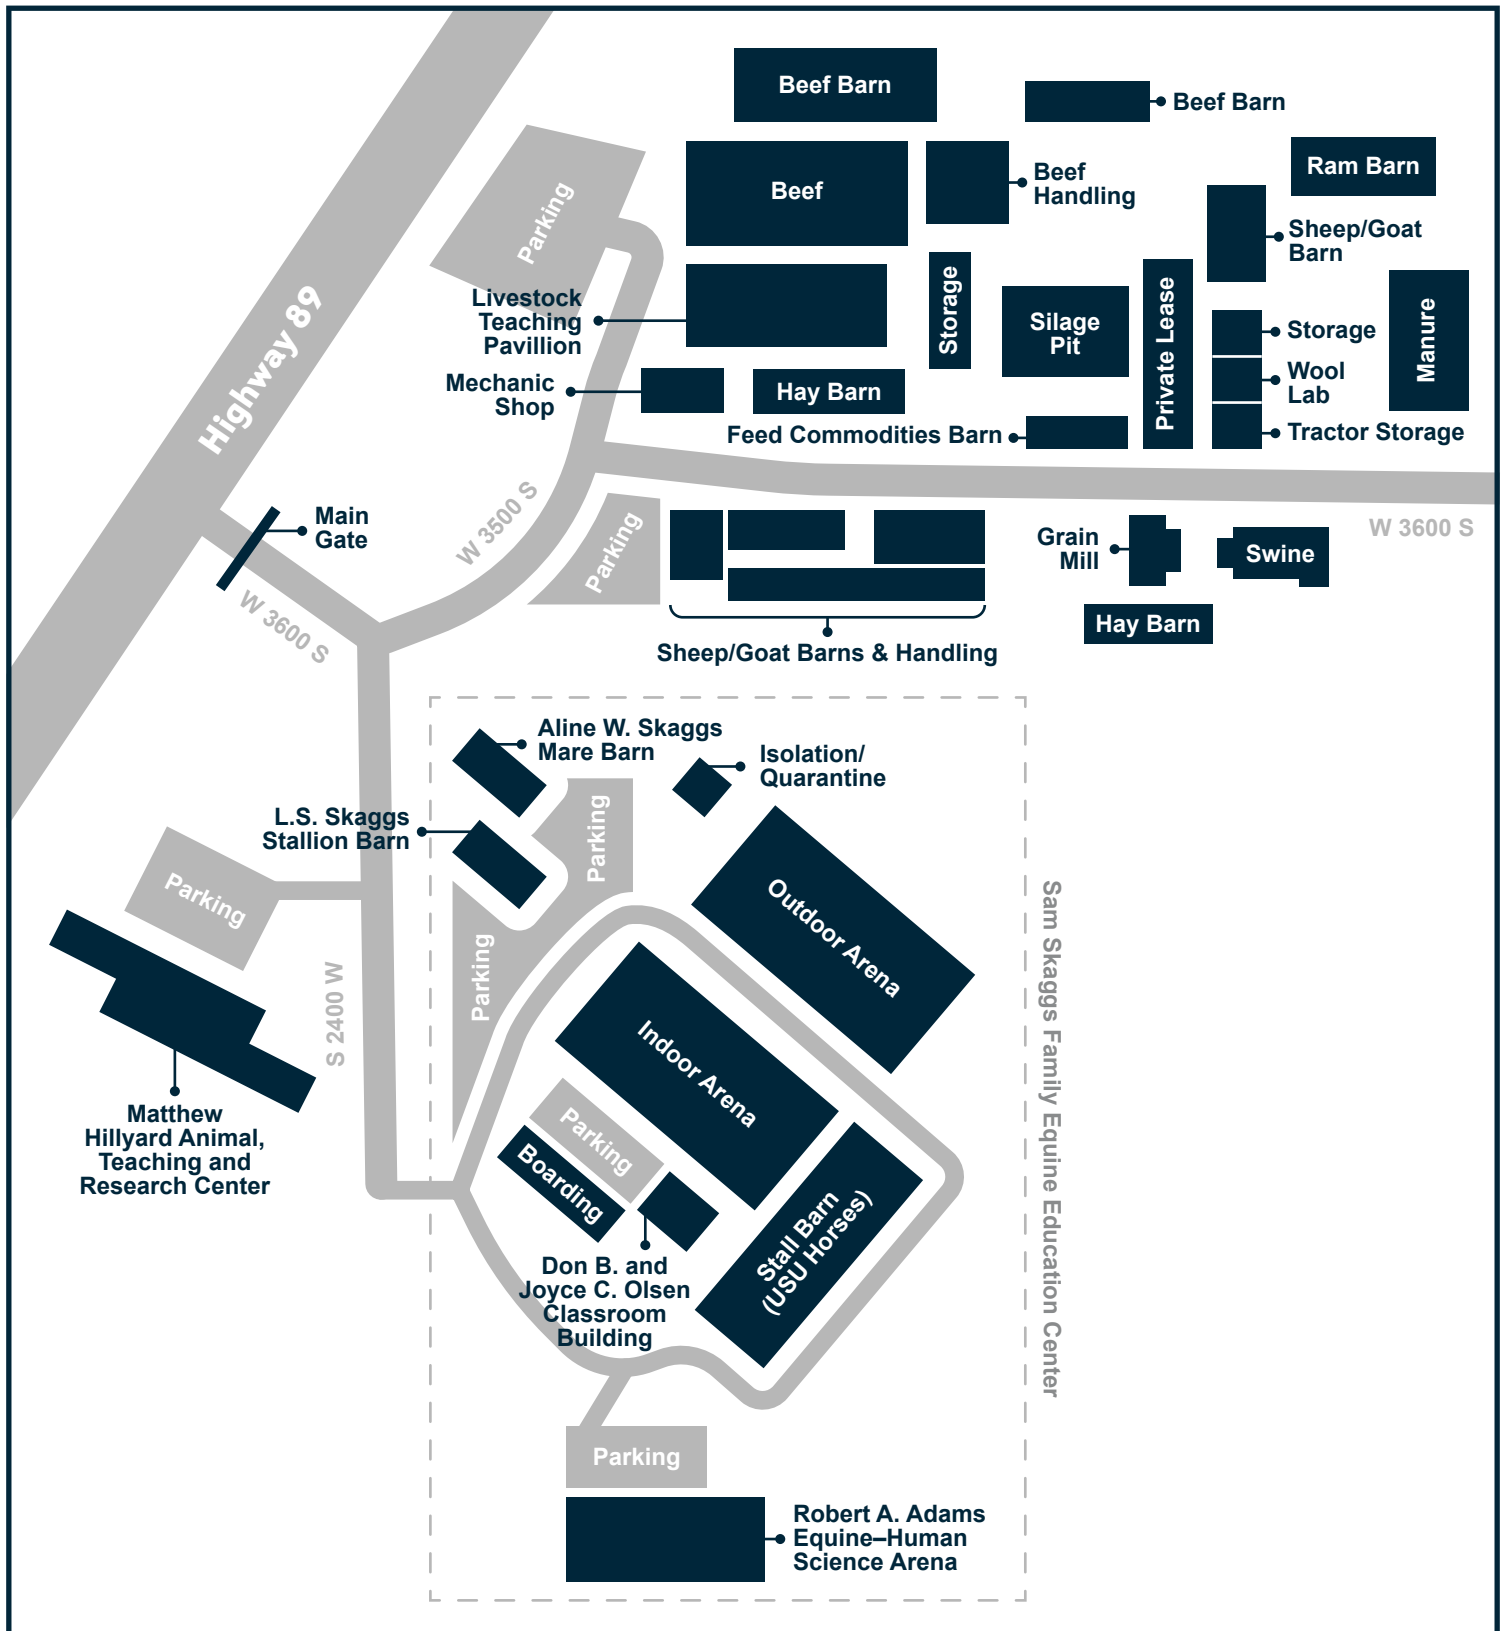 Beef Barn
Beef Barn
Ram Barn
Beef
Beef
Handling
Parking
Sheep/Goat
Barn
Highway 89
Livestock
Teaching
Pavillion
Storage
Silage
Pit
Private Lease
Storage
Manure
Mechanic
Shop
Hay Barn
Wool
Lab
Feed Commodities Barn
Tractor Storage
Main
Gate
W 3500 S
Parking
W 3600 S
Grain
Mill
Swine
W 3600 S
Hay Barn
Sheep/Goat Barns & Handling
Aline W. Skaggs
Mare Barn
Isolation/
Quarantine
L.S. Skaggs
Stallion Barn
Parking
Parking
Outdoor Arena
Parking
S 2400 W
Indoor Arena
Sam Skaggs Family Equine Education Center
Matthew
Hillyard Animal,
Teaching and
Research Center
Parking
Boarding
Stall Barn
(USU Horses)
Don B. and
Joyce C. Olsen
Classroom
Building
Parking
Robert A. Adams
Equine–Human
Science Arena